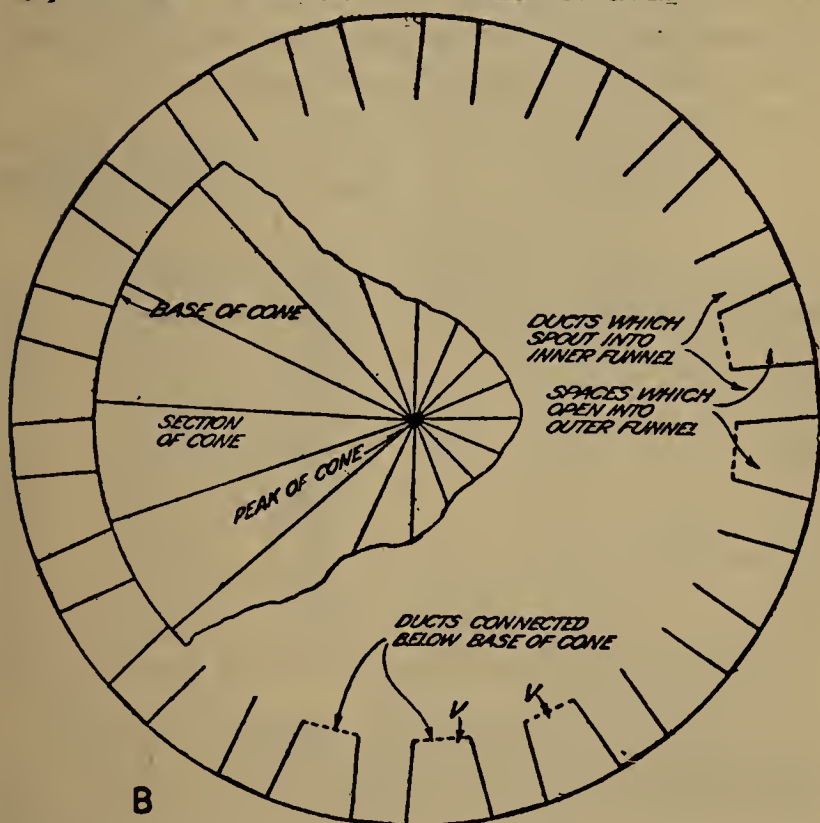 BASE OF CONE
SECTION
OF CONE
PEAK OF CONE
DUCTS WHICH
SPOUT INTO
INNER FUNNEL
SPACES WHICH
OPEN INTO
OUTER FUNNEL
DUCTS CONNECTED
BELOW BASE OF CONE
V
V
B